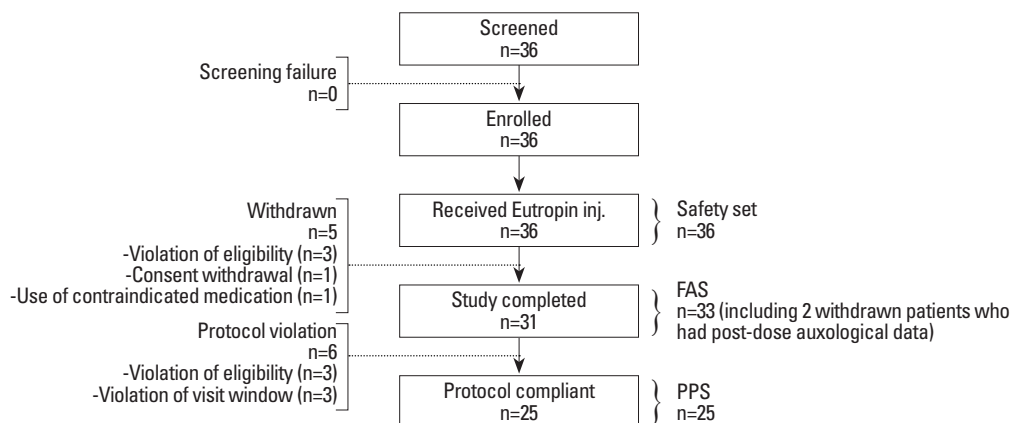 Screened
n=36
Screening failure
n=0
Enrolled
n=36
Received Eutropin inj.
n=36
Safety set
n=36
Withdrawn
n=5
-Violation of eligibility (n=3)
-Consent withdrawal (n=1)
-Use of contraindicated medication (n=1)
Study completed
n=31
FAS
n=33 (including 2 withdrawn patients who
had post-dose auxological data)
Protocol violation
n=6
-Violation of eligibility (n=3)
-Violation of visit window (n=3)
Protocol compliant
n=25
PPS
n=25